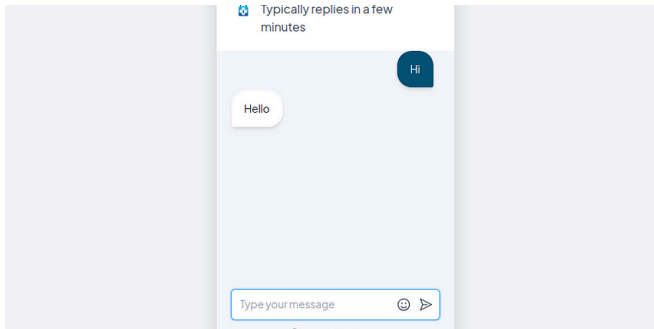 Typically replies in a few
minutes
Hi
Hello
Type your message